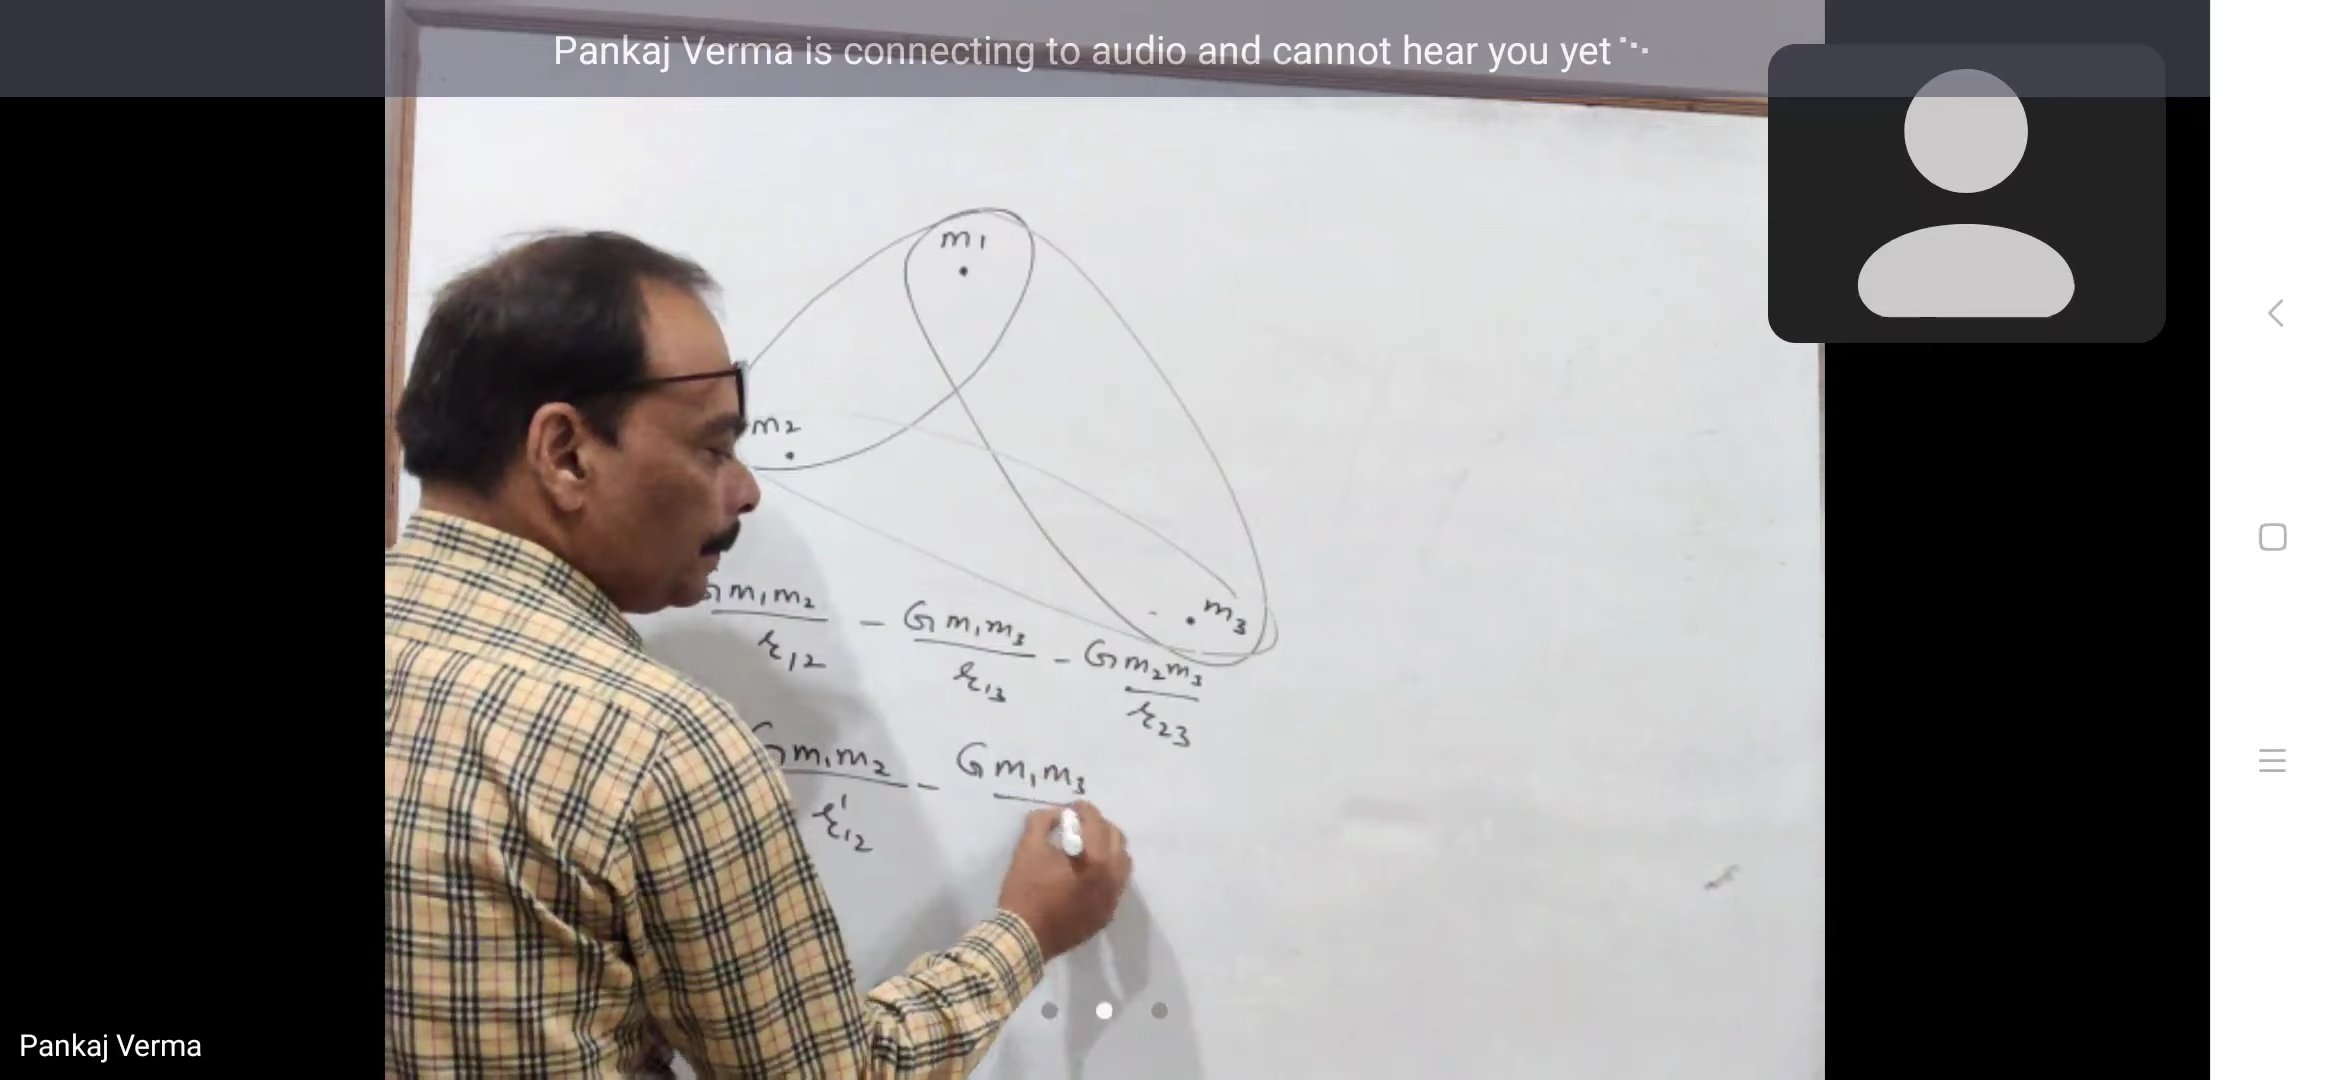 Pankaj Verma is connecting to audio and cannot hear you yet
m1
m2
m3
Gm1m2/r12 - Gm1m3/r13 - Gm2m3/r23
Gm1m2/r'12 - Gm1m3
Pankaj Verma